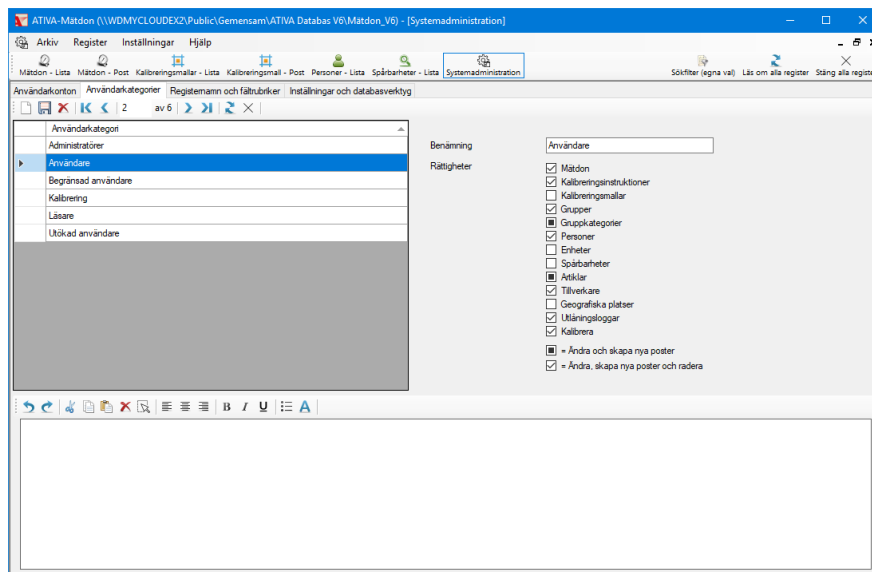 ATIVA-Mätdon (\\WDMYCLOUDEX2\Public\Gemensam\ATIVA Databas V6\Mätdon_V6) - [Systemadministration]
Arkiv Register Inställningar Hjälp
Mätdon - Lista Mätdon - Post Kalibreringsmallar - Lista Kalibreringsmall - Post Personer - Lista Spårbarheter - Lista Systemadministration Sökfilter (egna val) Läs om alla register Stäng alla registe
Användarkonton Användarkategorier Registernamn och fältrubriker Inställningar och databasverktyg
2 av 6
Användarkategori
Administratörer
Användare
Begränsad användare
Kalibrering
Läsare
Utökad användare
Benämning Användare
Rättigheter
Mätdon
Kalibreringsinstruktioner
Kalibreringsmallar
Grupper
Gruppkategorier
Personer
Enheter
Spårbarheter
Artiklar
Tillverkare
Geografiska platser
Utlåningsloggar
Kalibrera
= Ändra och skapa nya poster
= Ändra, skapa nya poster och radera
B I U A